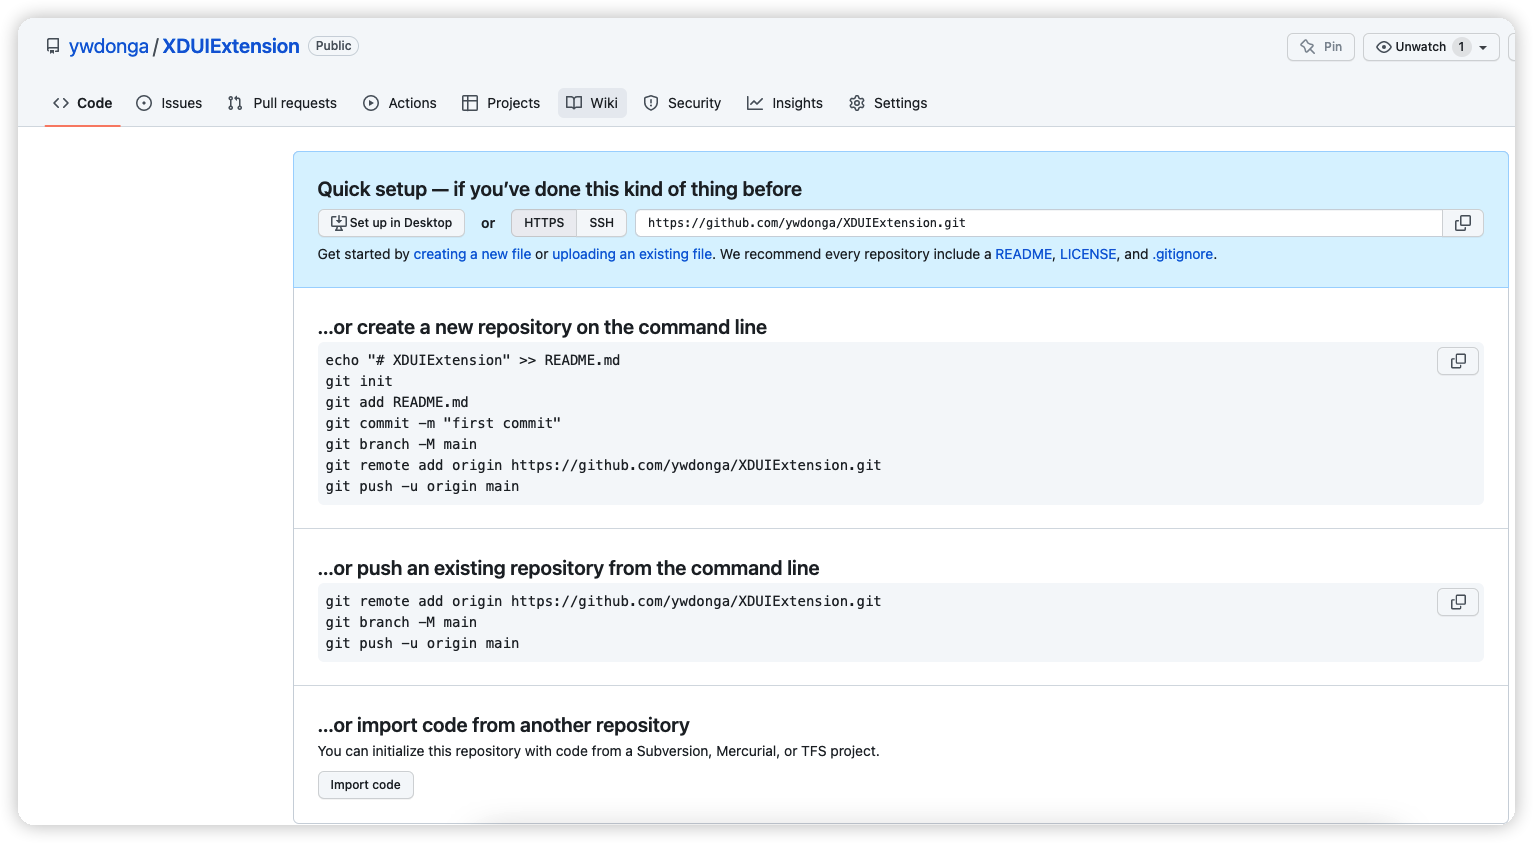 ywdonga / XDUIExtension Public
Pin
Unwatch 1
Code Issues Pull requests Actions Projects Wiki Security Insights Settings
Quick setup — if you’ve done this kind of thing before
Set up in Desktop or HTTPS SSH https://github.com/ywdonga/XDUIExtension.git
Get started by creating a new file or uploading an existing file. We recommend every repository include a README, LICENSE, and .gitignore.
…or create a new repository on the command line
echo "# XDUIExtension" >> README.md
git init
git add README.md
git commit -m "first commit"
git branch -M main
git remote add origin https://github.com/ywdonga/XDUIExtension.git
git push -u origin main
…or push an existing repository from the command line
git remote add origin https://github.com/ywdonga/XDUIExtension.git
git branch -M main
git push -u origin main
…or import code from another repository
You can initialize this repository with code from a Subversion, Mercurial, or TFS project.
Import code